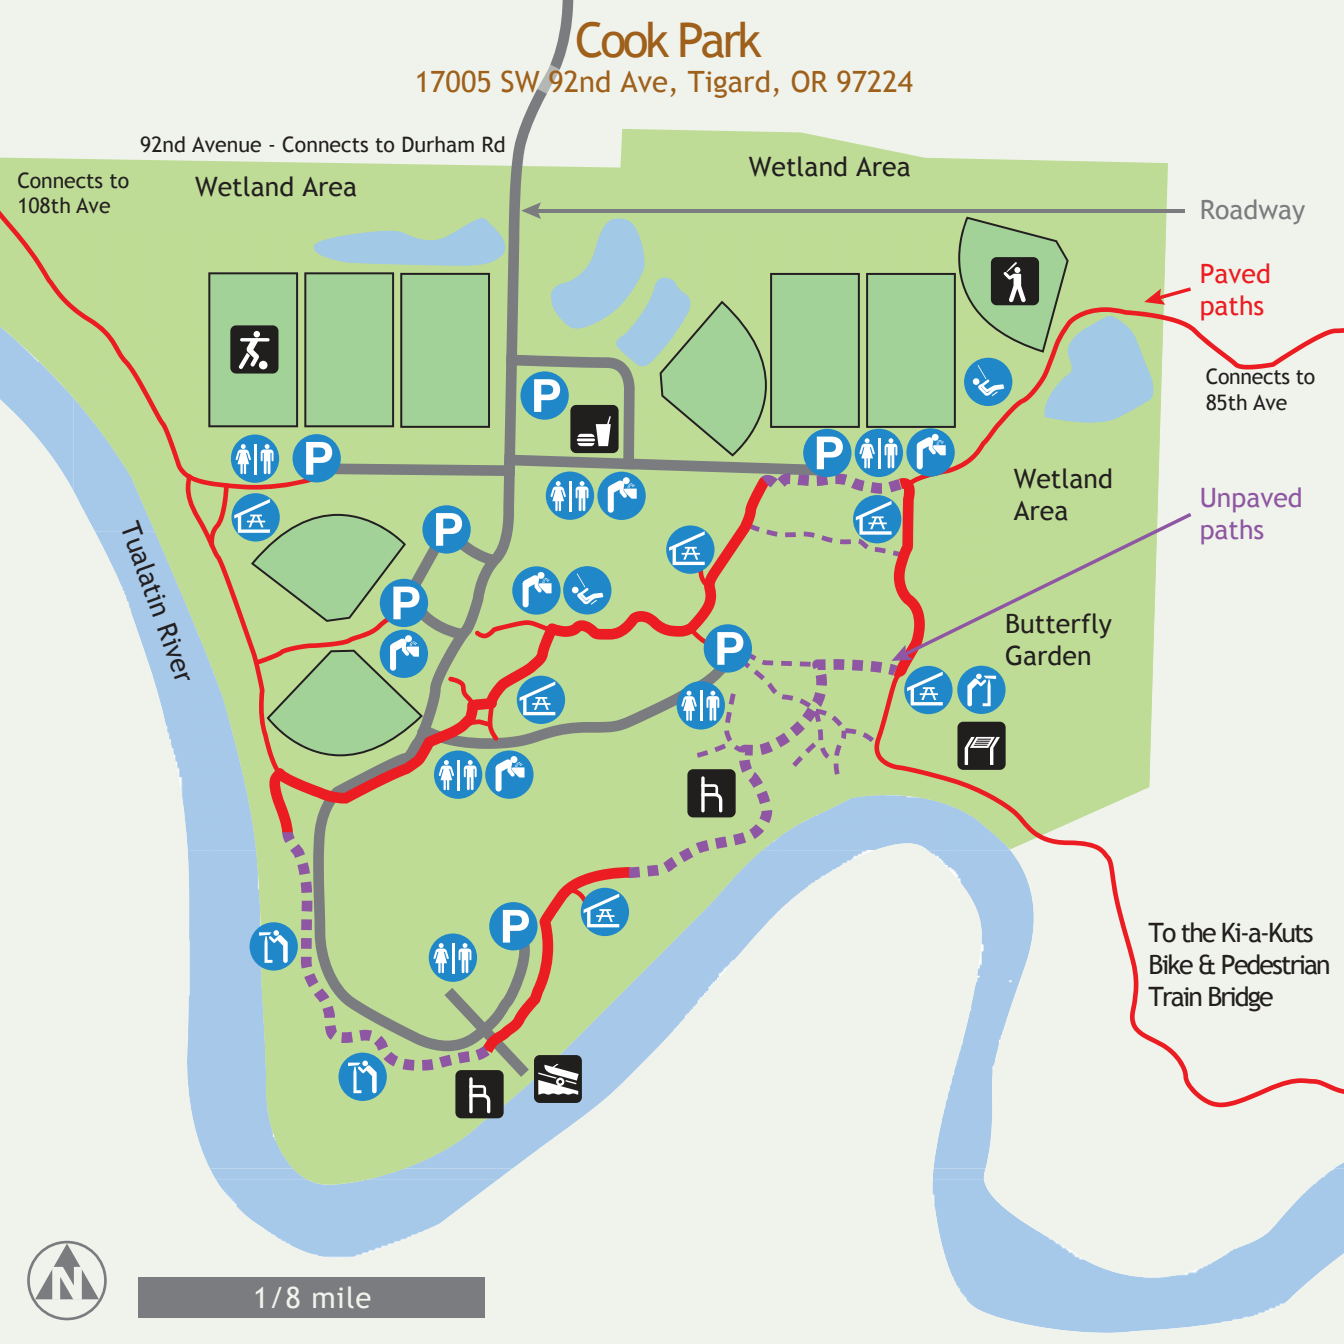 Cook Park
17005 SW 92nd Ave, Tigard, OR 97224
92nd Avenue - Connects to Durham Rd
Connects to
108th Ave
Wetland Area
Wetland Area
Roadway
Paved
paths
Connects to
85th Ave
P
P
P
P
P
P
P
Wetland
Area
Unpaved
paths
Tualatin River
Butterfly
Garden
To the Ki-a-Kuts
Bike & Pedestrian
Train Bridge
N
1/8 mile